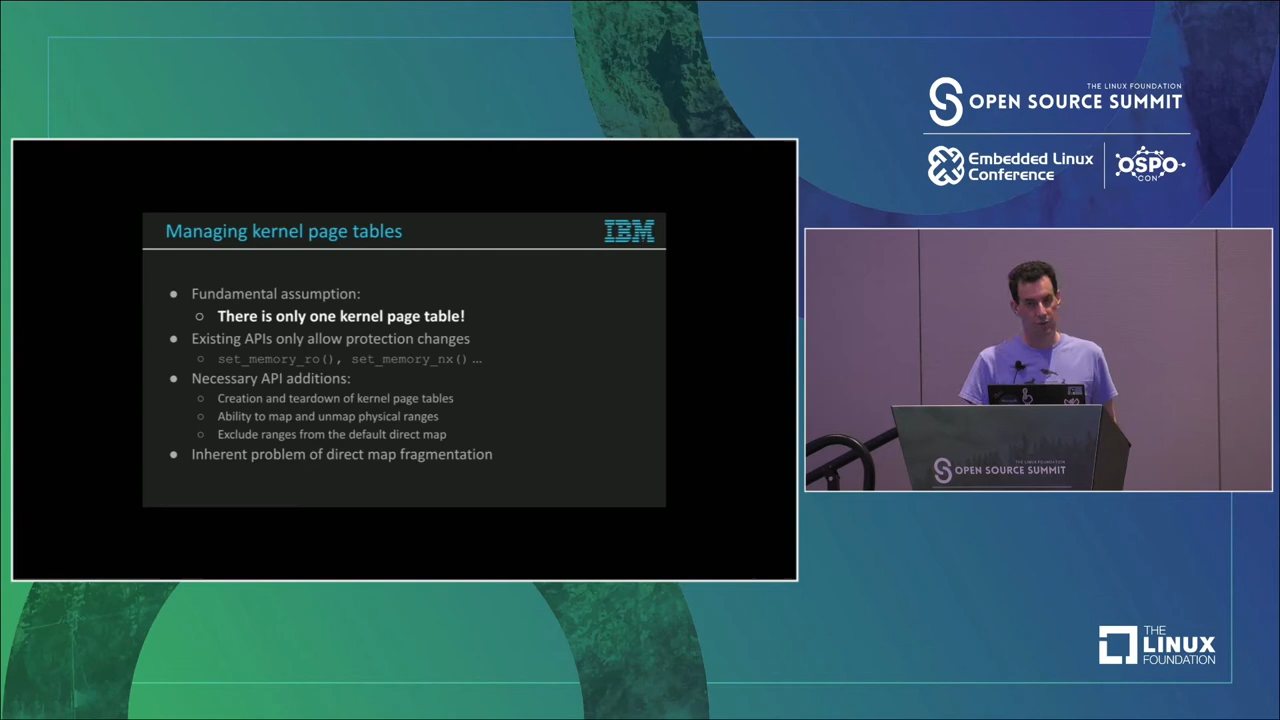 THE LINUX FOUNDATION
OPEN SOURCE SUMMIT
Embedded Linux
Conference
OSPO
CON
Managing kernel page tables
IBM
● Fundamental assumption:
○ There is only one kernel page table!
● Existing APIs only allow protection changes
○ set_memory_ro(), set_memory_nx() …
● Necessary API additions:
○ Creation and teardown of kernel page tables
○ Ability to map and unmap physical ranges
○ Exclude ranges from the default direct map
● Inherent problem of direct map fragmentation
THE LINUX FOUNDATION
OPEN SOURCE SUMMIT
THE
LINUX
FOUNDATION